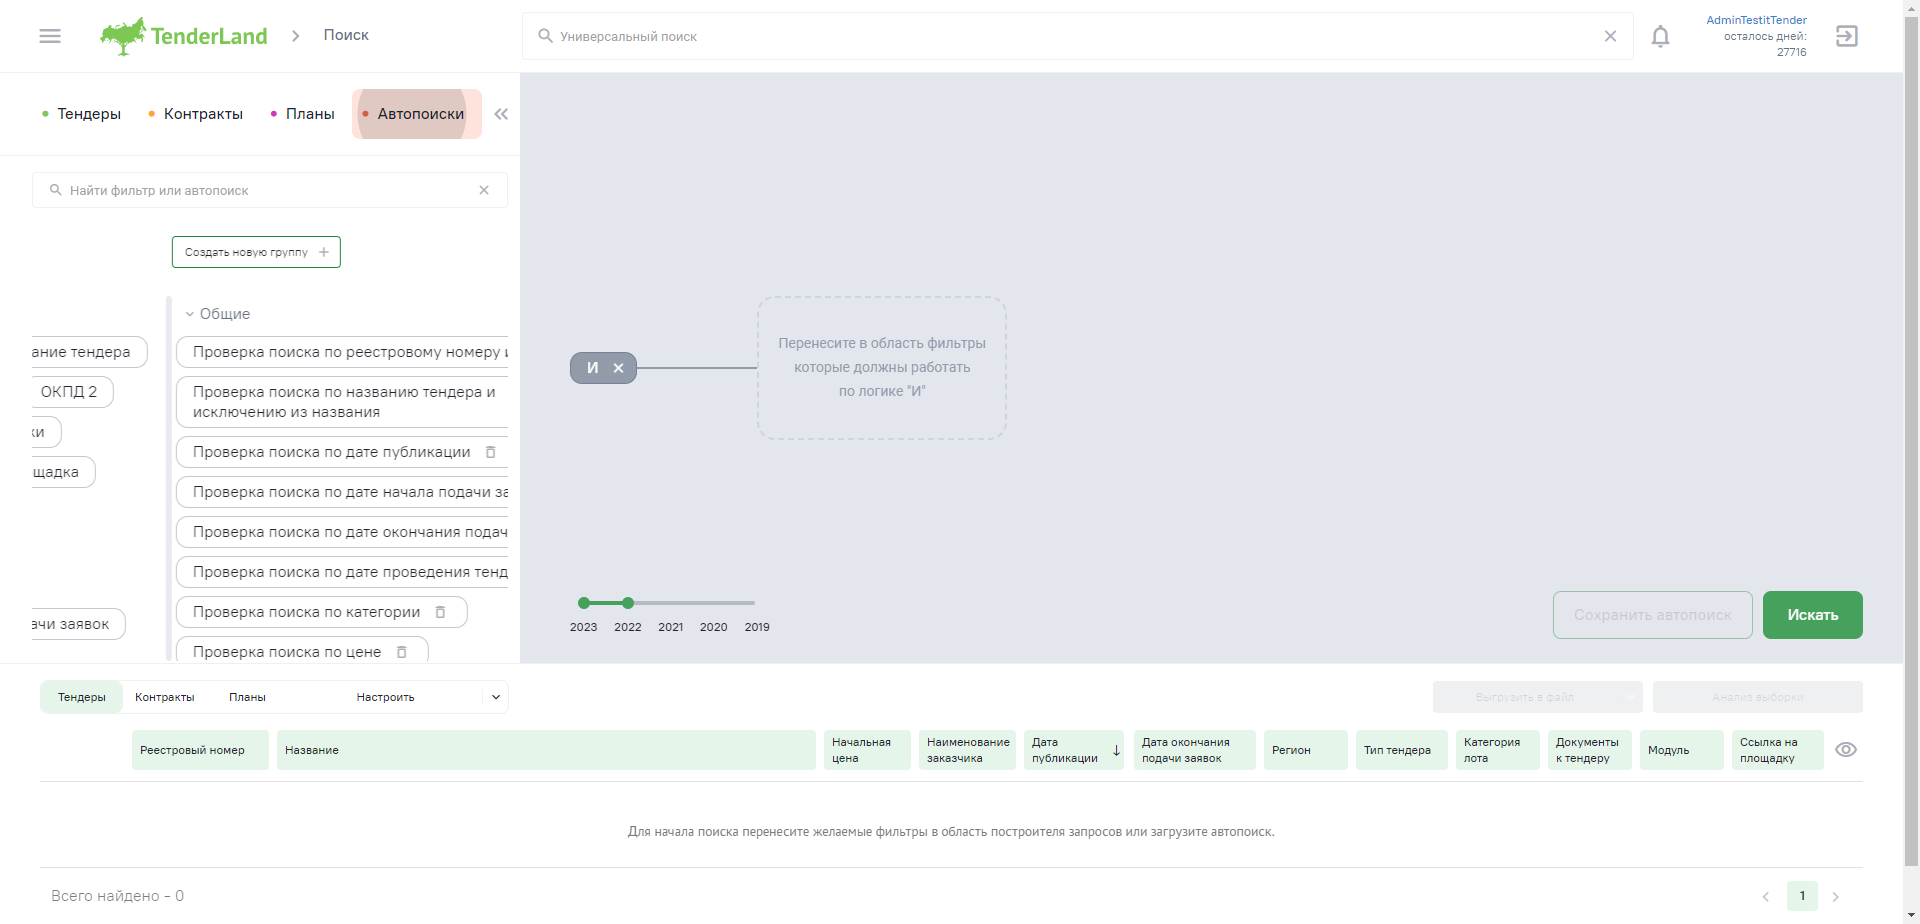 TenderLand
Поиск
Универсальный поиск
AdminTestitTender
осталось дней:
27716
Тендеры
Контракты
Планы
Автопоиски
Найти фильтр или автопоиск
Создать новую группу
Общие
ание тендера
ОКПД 2
ки
щадка
ачи заявок
Проверка поиска по реестровому номеру и
Проверка поиска по названию тендера и
исключению из названия
Проверка поиска по дате публикации
Проверка поиска по дате начала подачи за
Проверка поиска по дате окончания подач
Проверка поиска по дате проведения тенд
Проверка поиска по категории
Проверка поиска по цене
И
Перенесите в область фильтры
которые должны работать
по логике "И"
2023 2022 2021 2020 2019
Сохранить автопоиск
Искать
Тендеры
Контракты
Планы
Настроить
Выгрузить в файл
Анализ выборки
Реестровый номер
Название
Начальная
цена
Наименование
заказчика
Дата
публикации
Дата окончания
подачи заявок
Регион
Тип тендера
Категория
лота
Документы
к тендеру
Модуль
Ссылка на
площадку
Для начала поиска перенесите желаемые фильтры в область построителя запросов или загрузите автопоиск.
Всего найдено - 0
1